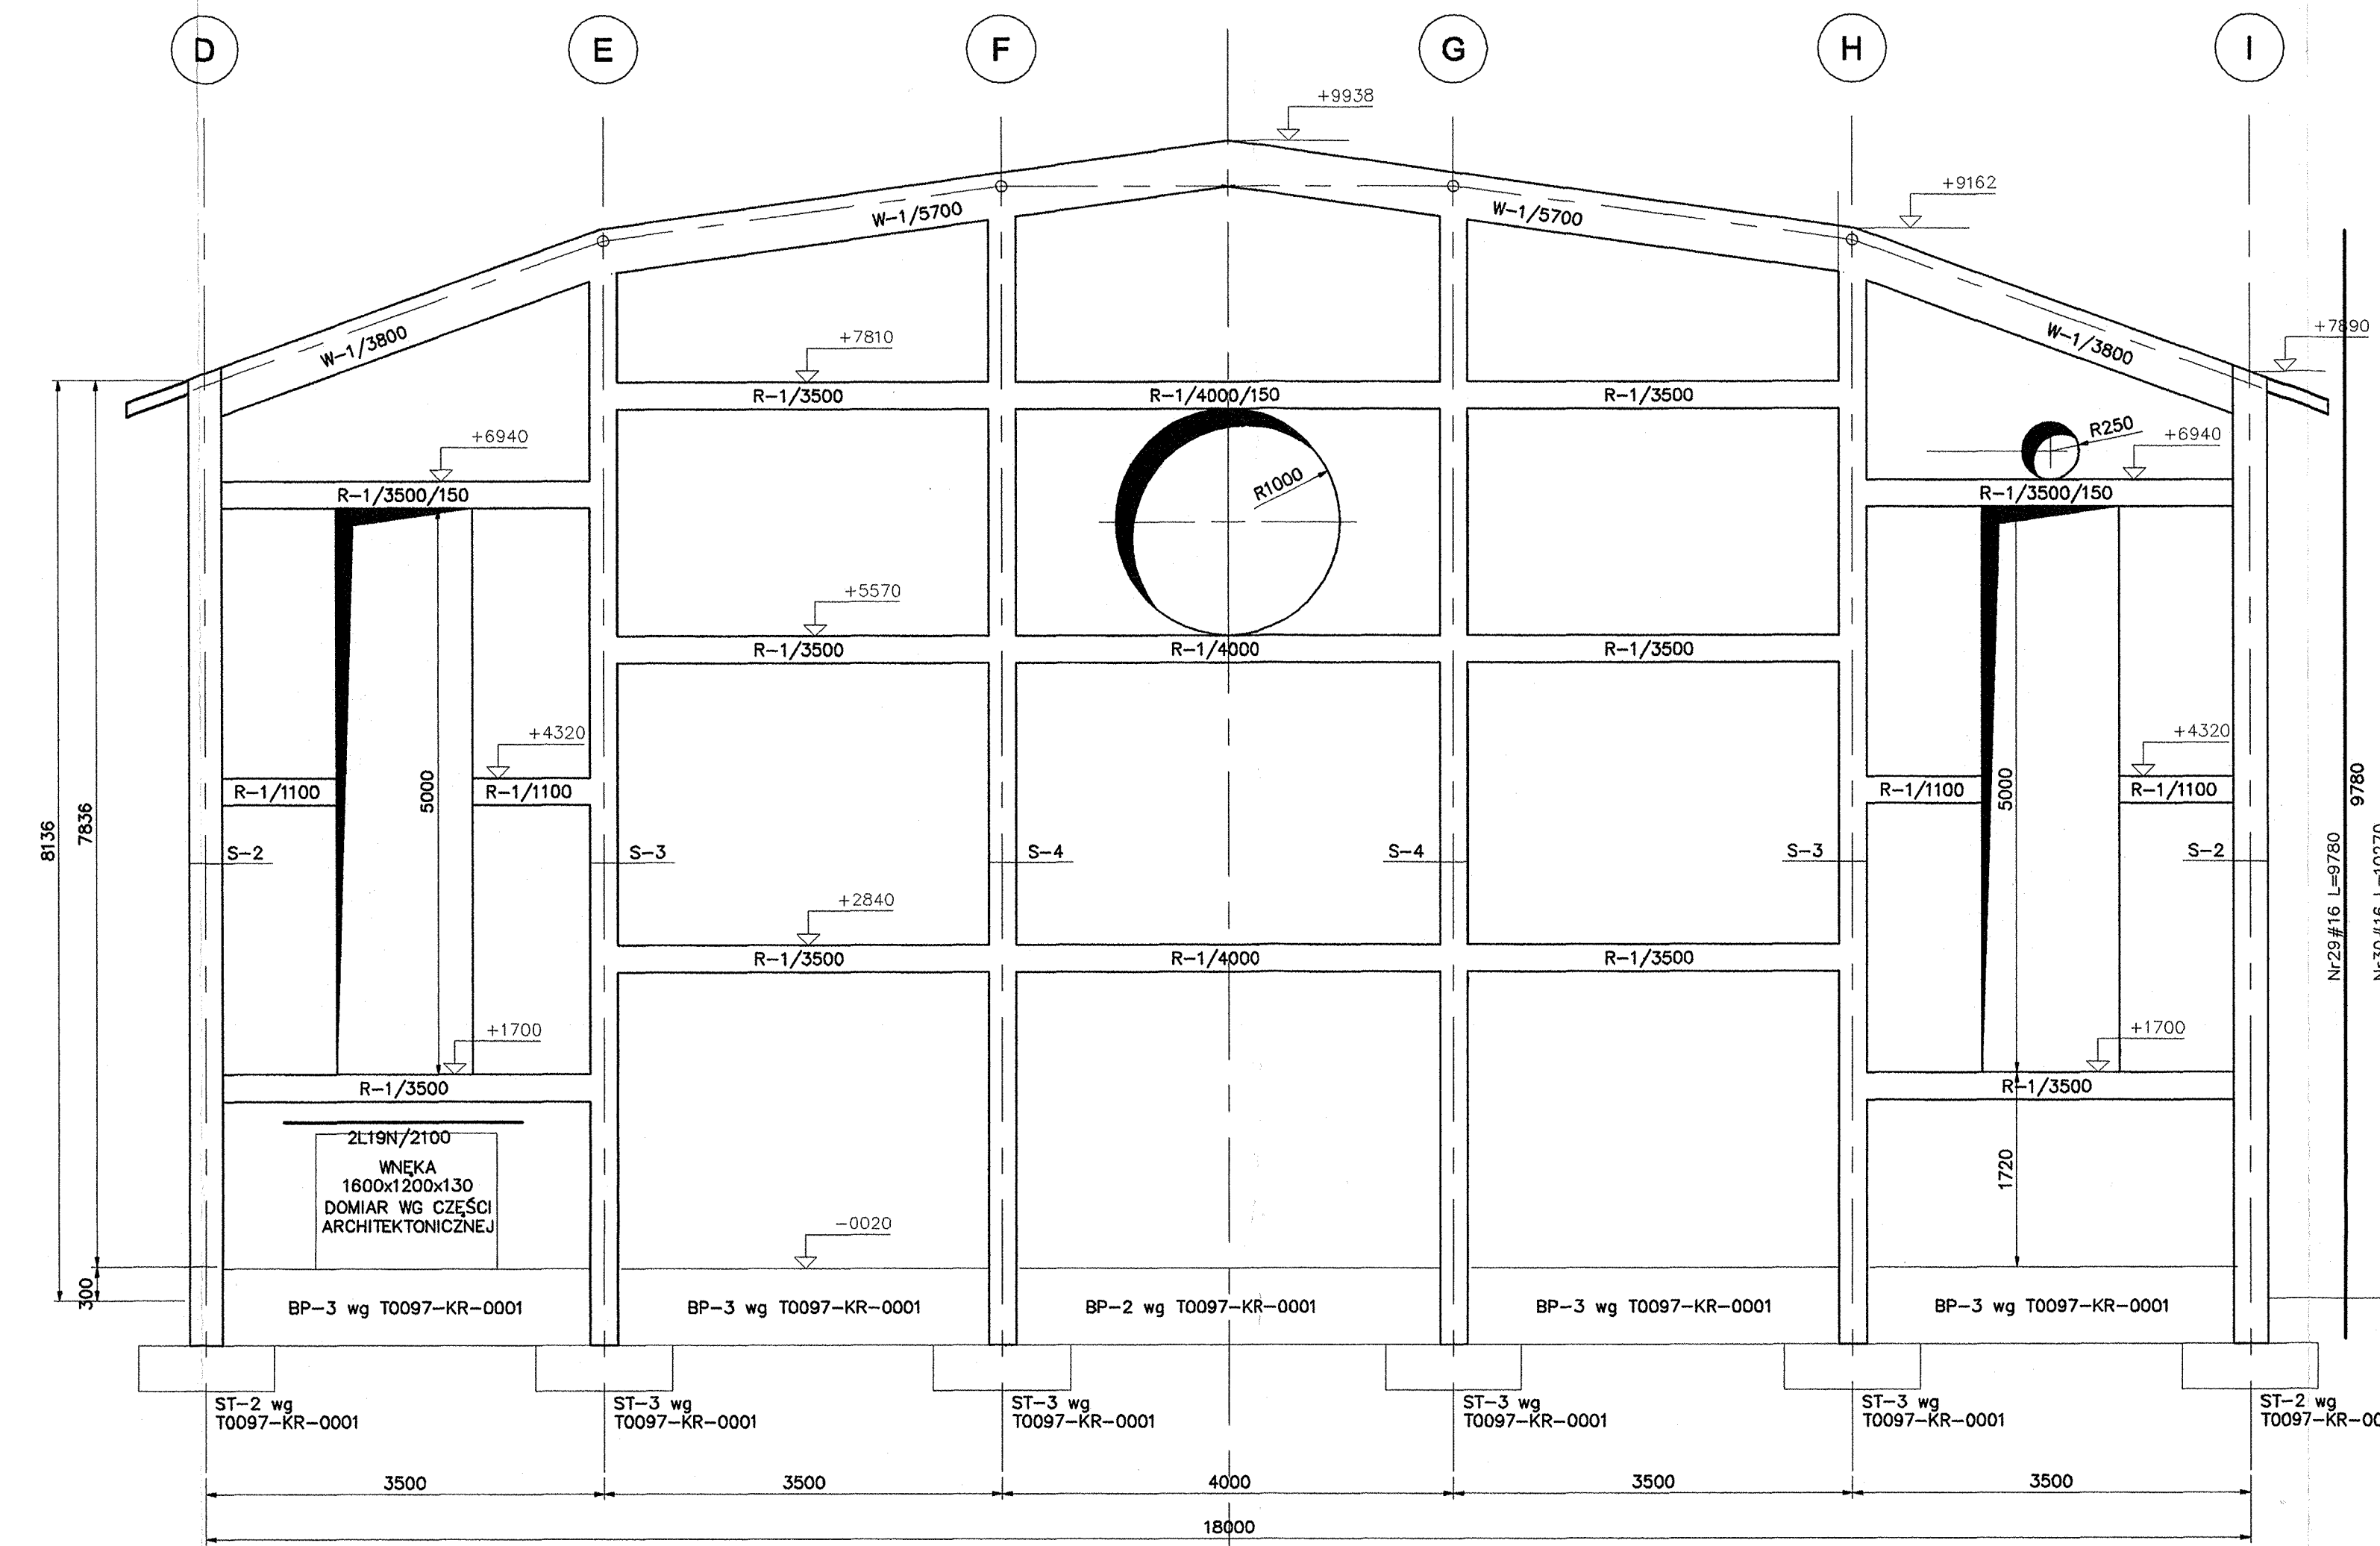 D
E
F
G
H
I
+9938
+9162
W-1/5700
W-1/5700
W-1/3800
W-1/3800
+7890
+7810
R-1/3500
R-1/4000/150
R-1/3500
+6940
R250
+6940
R-1/3500/150
R1000
R-1/3500/150
+5570
R-1/3500
R-1/4000
R-1/3500
+4320
+4320
R-1/1100
5000
R-1/1100
R-1/1100
5000
R-1/1100
9780
8136
7836
S-2
S-3
S-4
S-4
S-3
S-2
Nr29#16 L=9780
Nr30#16 L=10270
+2840
R-1/3500
R-1/4000
R-1/3500
+1700
+1700
R-1/3500
R-1/3500
2L19N/2100
WNĘKA
1600x1200x130
DOMIAR WG CZĘŚCI
ARCHITEKTONICZNEJ
1720
-0020
300
BP-3 wg T0097-KR-0001
BP-3 wg T0097-KR-0001
BP-2 wg T0097-KR-0001
BP-3 wg T0097-KR-0001
BP-3 wg T0097-KR-0001
ST-2 wg
T0097-KR-0001
ST-3 wg
T0097-KR-0001
ST-3 wg
T0097-KR-0001
ST-3 wg
T0097-KR-0001
ST-3 wg
T0097-KR-0001
ST-2 wg
T0097-KR-00
3500
3500
4000
3500
3500
18000